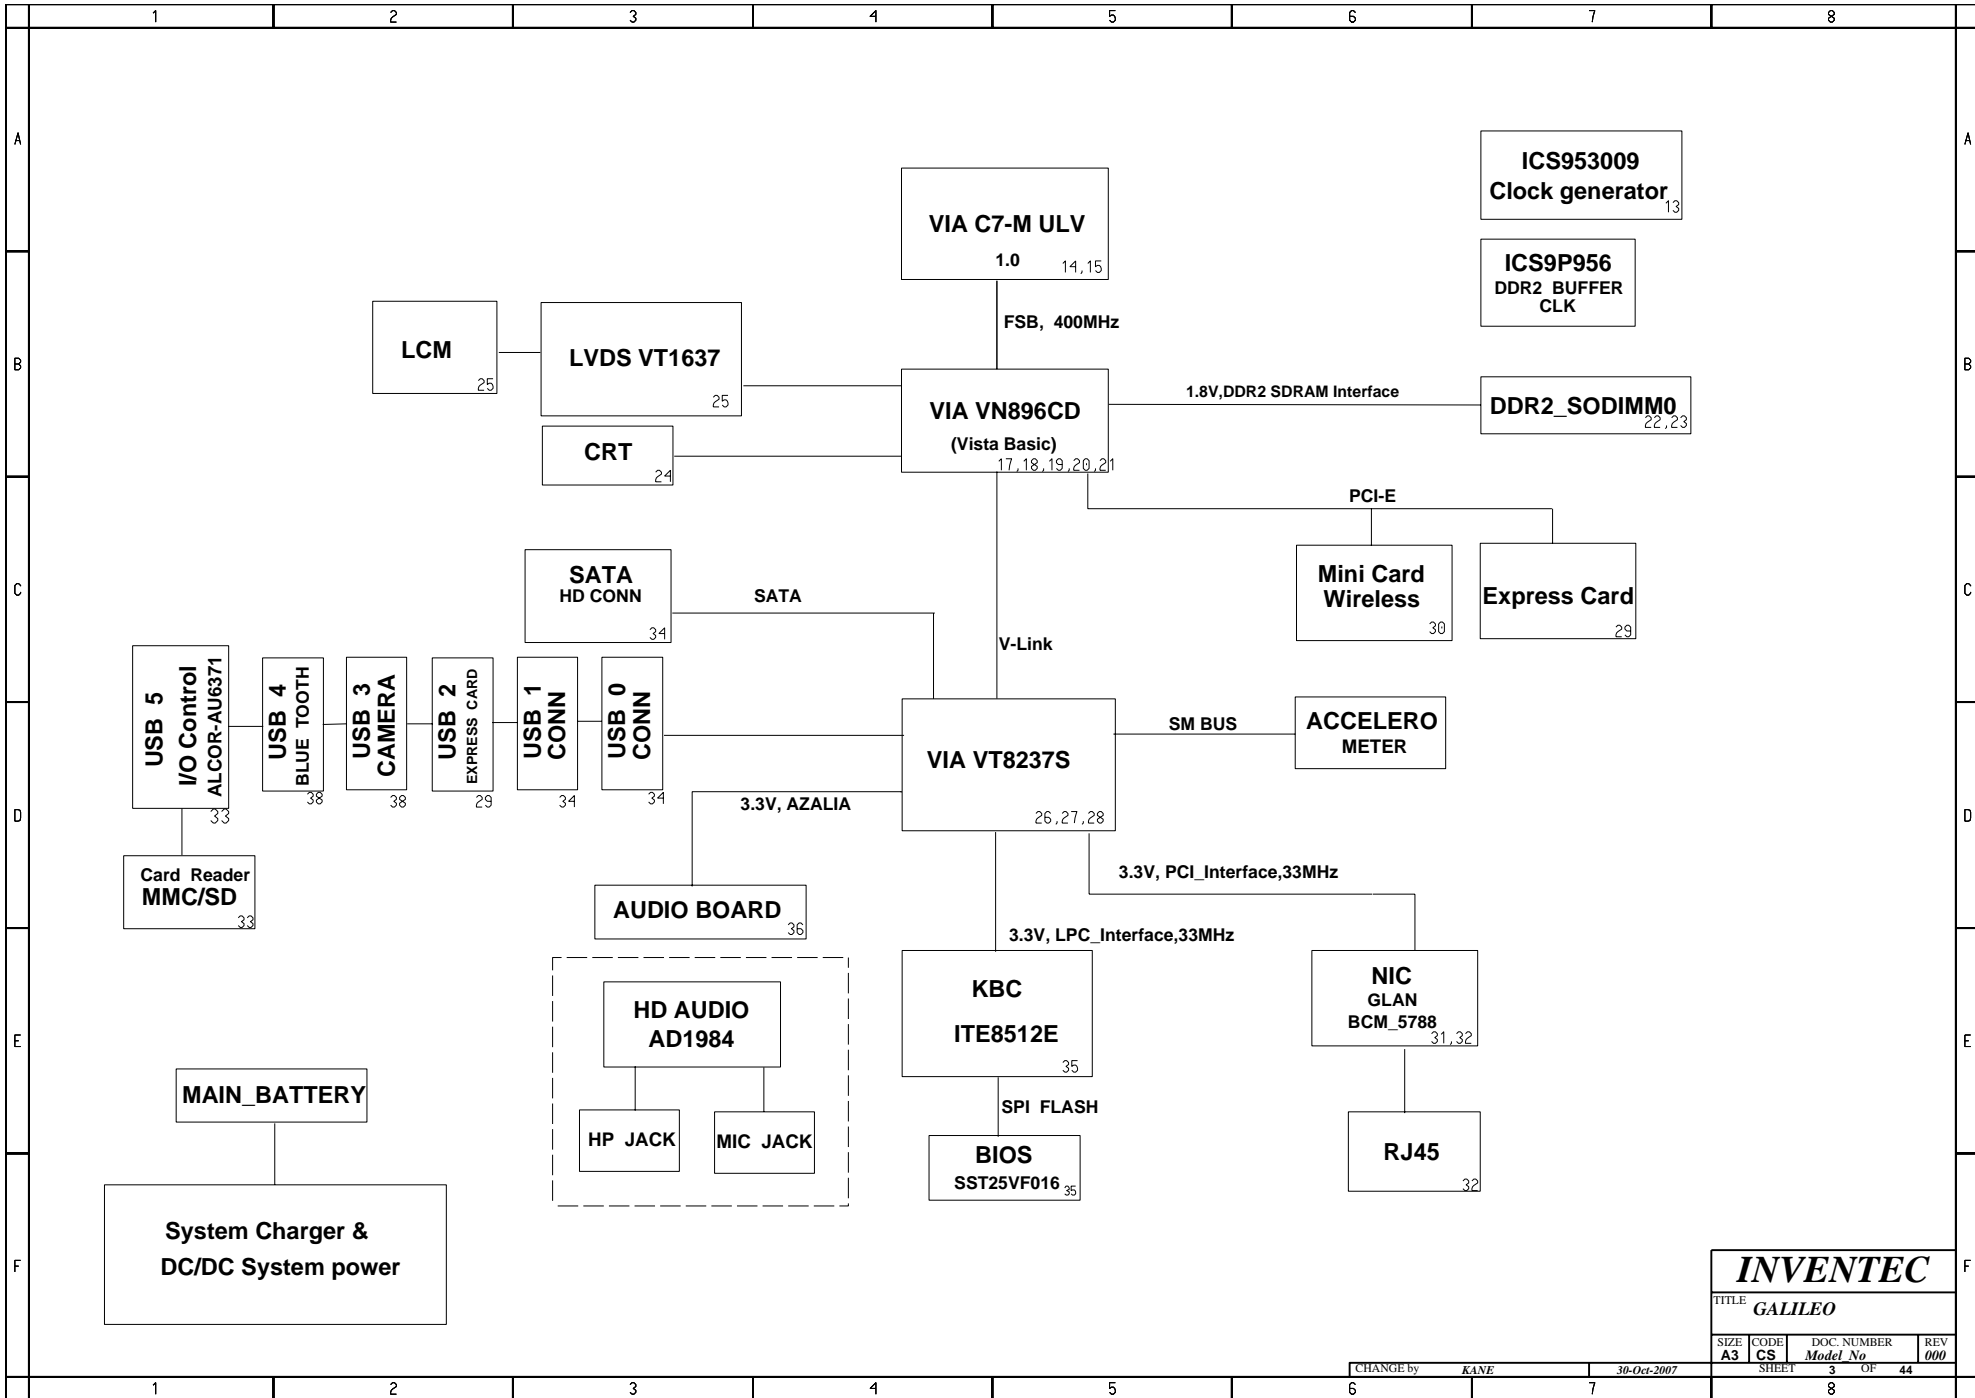 1 2 3 4 5 6 7 8
A
A
ICS953009
Clock generator
13
VIA C7-M ULV
1.0
14,15
ICS9P956
DDR2 BUFFER
CLK
FSB, 400MHz
B
B
LCM
25
LVDS VT1637
25
VIA VN896CD
(Vista Basic)
17,18,19,20,21
1.8V,DDR2 SDRAM Interface
DDR2_SODIMM0
22,23
CRT
24
PCI-E
C
C
SATA
HD CONN
34
SATA
Mini Card
Wireless
30
Express Card
29
V-Link
USB 5
I/O Control
ALCOR-AU6371
33
USB 4
BLUE TOOTH
38
USB 3
CAMERA
38
USB 2
EXPRESS CARD
29
USB 1
CONN
34
USB 0
CONN
34
VIA VT8237S
26,27,28
SM BUS
ACCELERO
METER
D
D
3.3V, AZALIA
Card Reader
MMC/SD
33
AUDIO BOARD
36
3.3V, PCI_Interface,33MHz
3.3V, LPC_Interface,33MHz
E
E
HD AUDIO
AD1984
HP JACK
MIC JACK
KBC
ITE8512E
35
SPI FLASH
BIOS
SST25VF016
35
NIC
GLAN
BCM_5788
31,32
RJ45
32
MAIN_BATTERY
System Charger &
DC/DC System power
F
F
INVENTEC
TITLE
GALILEO
SIZE CODE DOC. NUMBER REV
A3 CS Model_No 000
CHANGE by KANE 30-Oct-2007 SHEET 3 OF 44
1 2 3 4 5 6 7 8